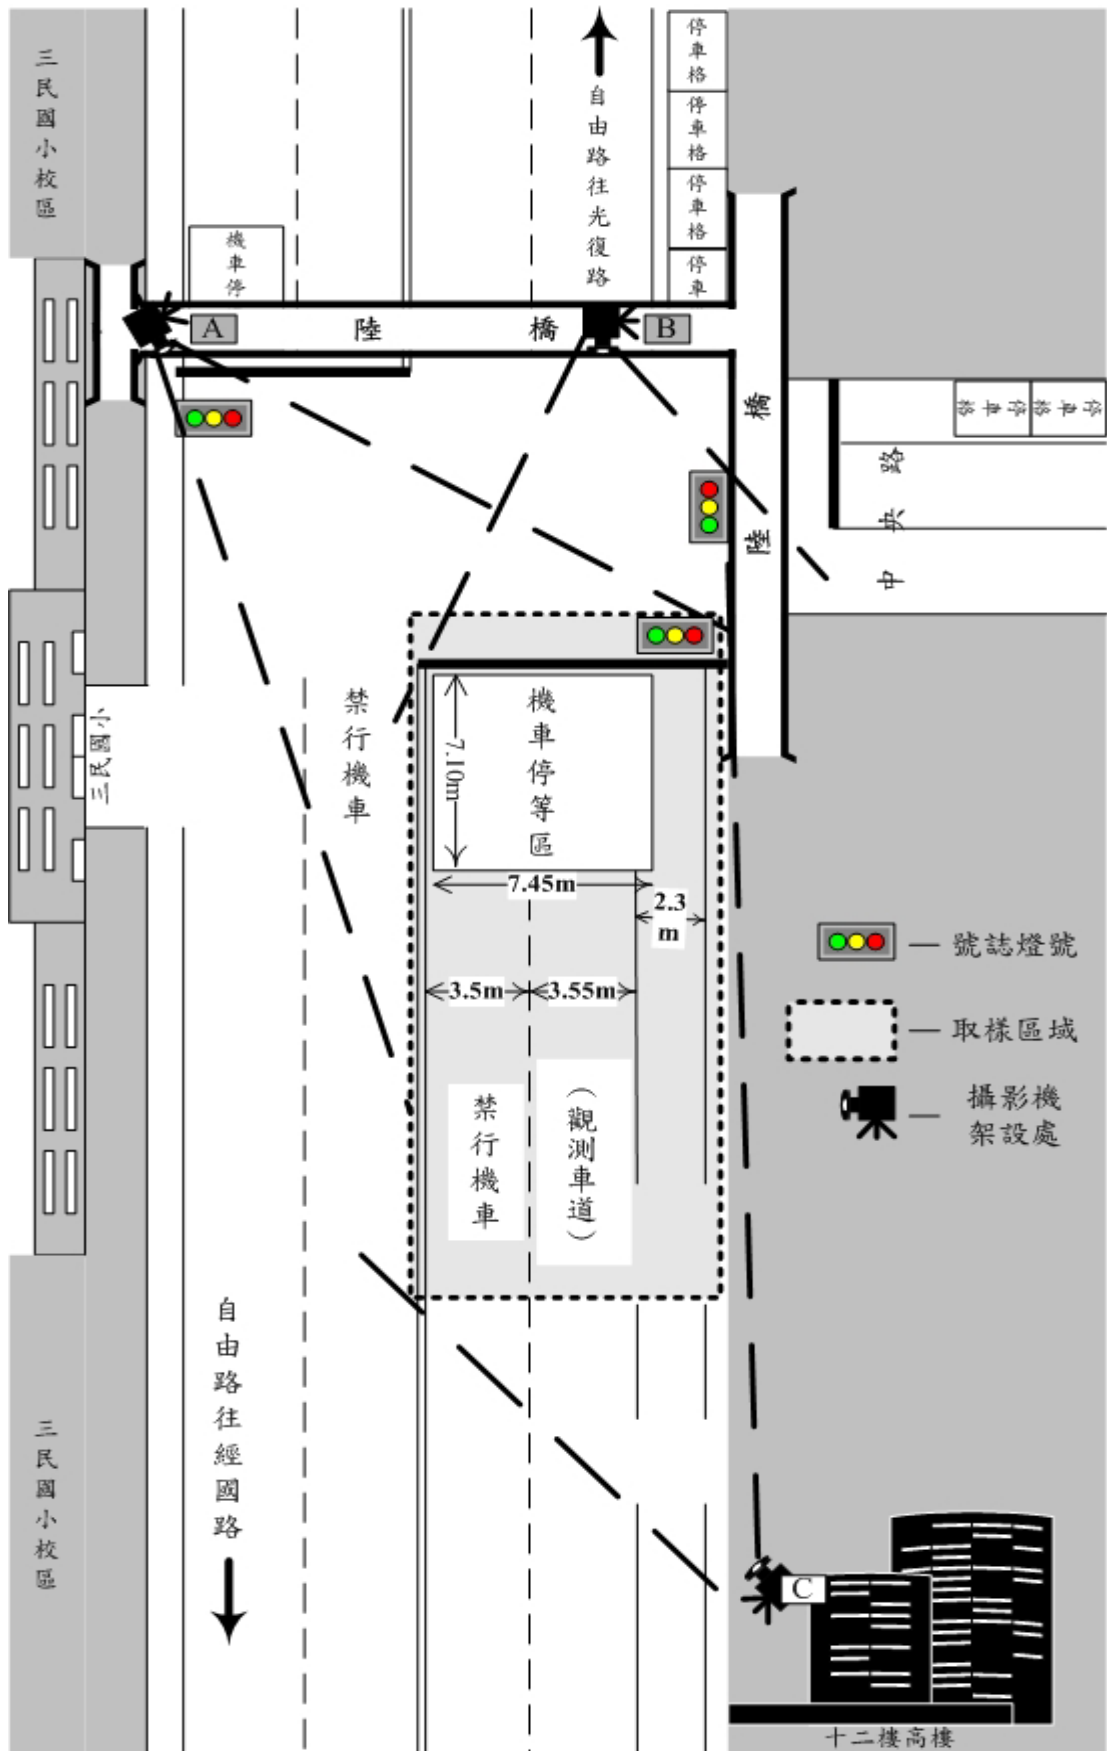 三民國小校區
自由路往光復路
停車格
停車格
停車格
停車
機車停
A
陸橋
B
陸橋
停車格
停車格
中央路
三民國小
禁行機車
機車停等區
7.10m
7.45m
2.3
m
3.5m
3.55m
禁行機車
（觀測車道）
號誌燈號
取樣區域
攝影機
架設處
自由路往經國路
三民國小校區
C
十二樓高樓